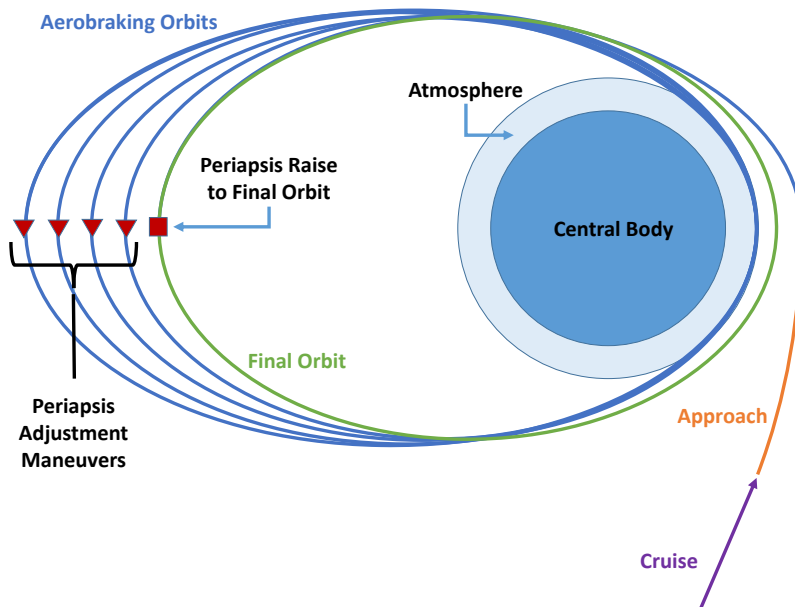 Aerobraking Orbits
Atmosphere
Periapsis Raise
to Final Orbit
Central Body
Final Orbit
Periapsis
Adjustment
Maneuvers
Approach
Cruise